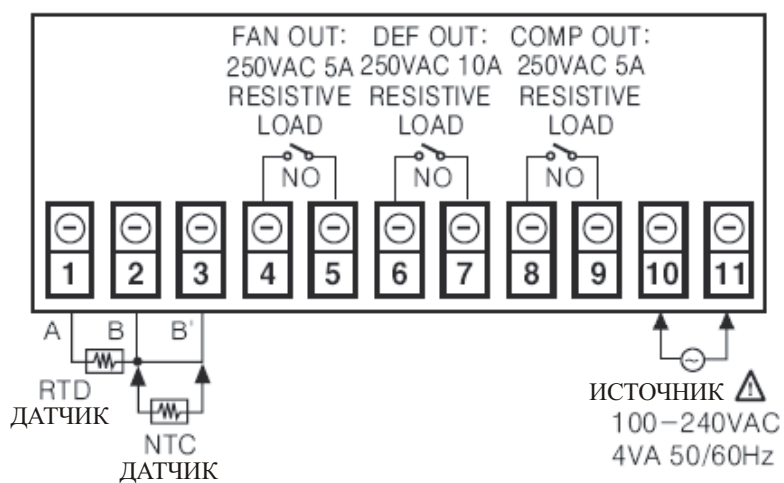 FAN OUT: DEF OUT: COMP OUT:
250VAC 5A 250VAC 10A 250VAC 5A
RESISTIVE RESISTIVE RESISTIVE
LOAD LOAD LOAD
NO NO NO
1 2 3 4 5 6 7 8 9 10 11
A B B'
RTD
ДАТЧИК
NTC
ДАТЧИК
ИСТОЧНИК
100-240VAC
4VA 50/60Hz